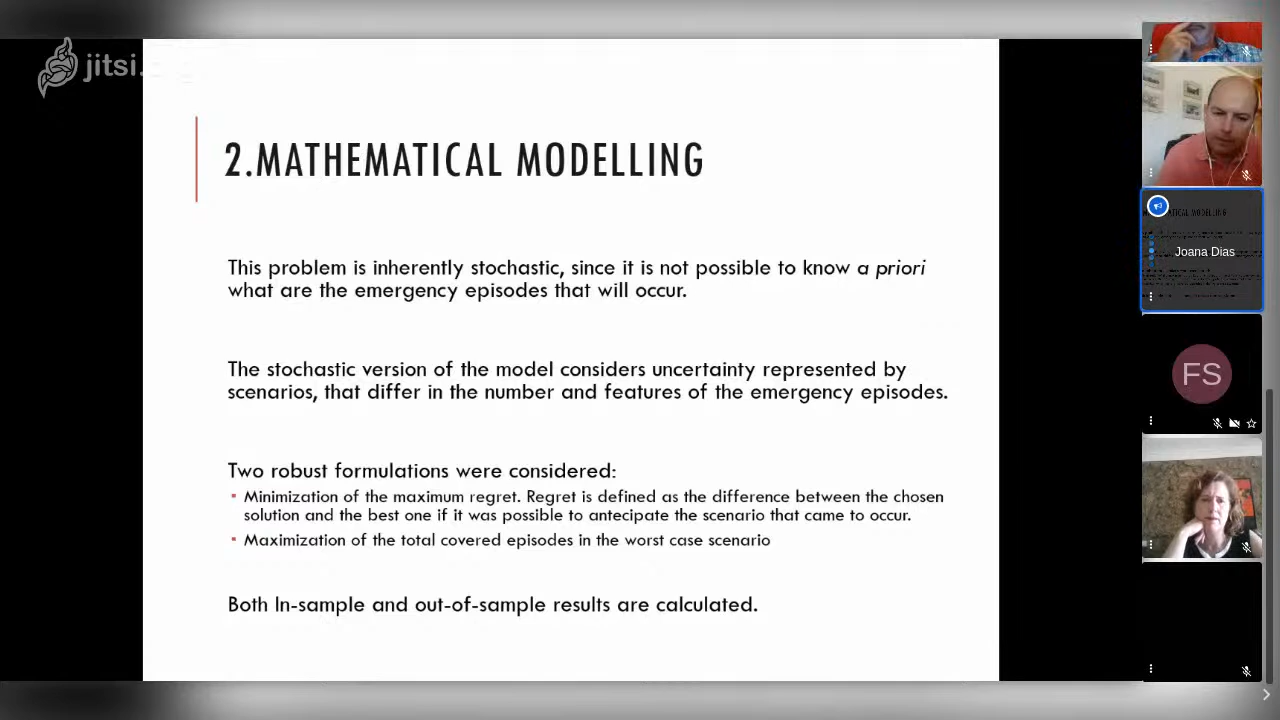 jitsi.
2.MATHEMATICAL MODELLING
This problem is inherently stochastic, since it is not possible to know a priori
what are the emergency episodes that will occur.
The stochastic version of the model considers uncertainty represented by
scenarios, that differ in the number and features of the emergency episodes.
Two robust formulations were considered:
Minimization of the maximum regret. Regret is defined as the difference between the chosen
solution and the best one if it was possible to antecipate the scenario that came to occur.
Maximization of the total covered episodes in the worst case scenario
Both In-sample and out-of-sample results are calculated.
Joana Dias
FS